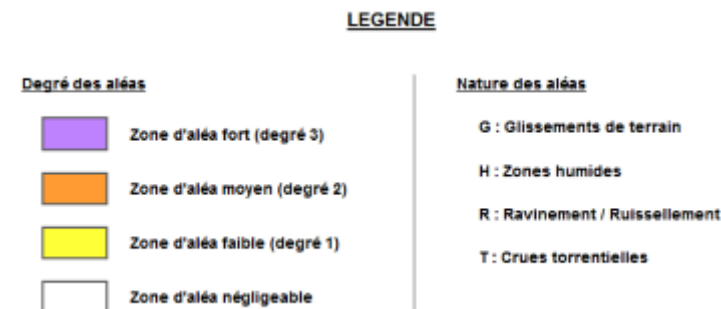 LEGENDE
Degré des aléas
Zone d'aléa fort (degré 3)
Zone d'aléa moyen (degré 2)
Zone d'aléa faible (degré 1)
Zone d'aléa négligeable
Nature des aléas
G : Glissements de terrain
H : Zones humides
R : Ravinement / Ruissellement
T : Crues torrentielles